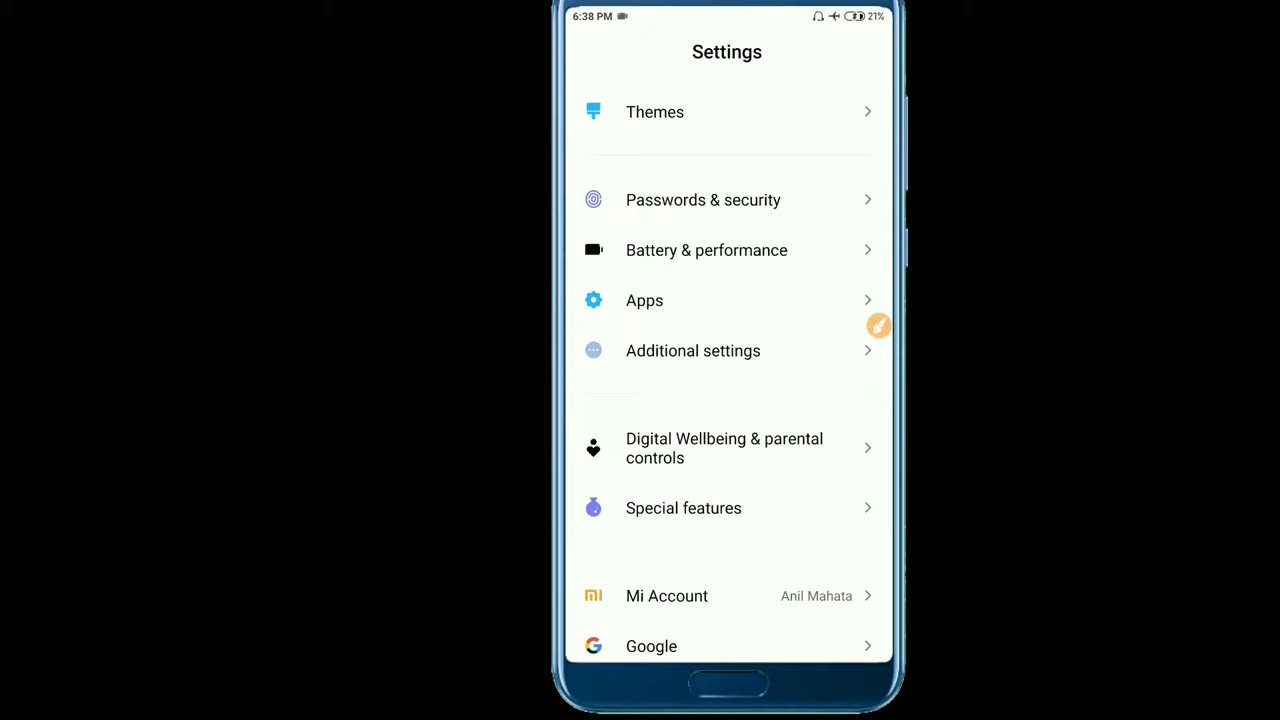 6:38 PM 21%
Settings
Themes
Passwords & security
Battery & performance
Apps
Additional settings
Digital Wellbeing & parental
controls
Special features
mi Mi Account Anil Mahata
Google